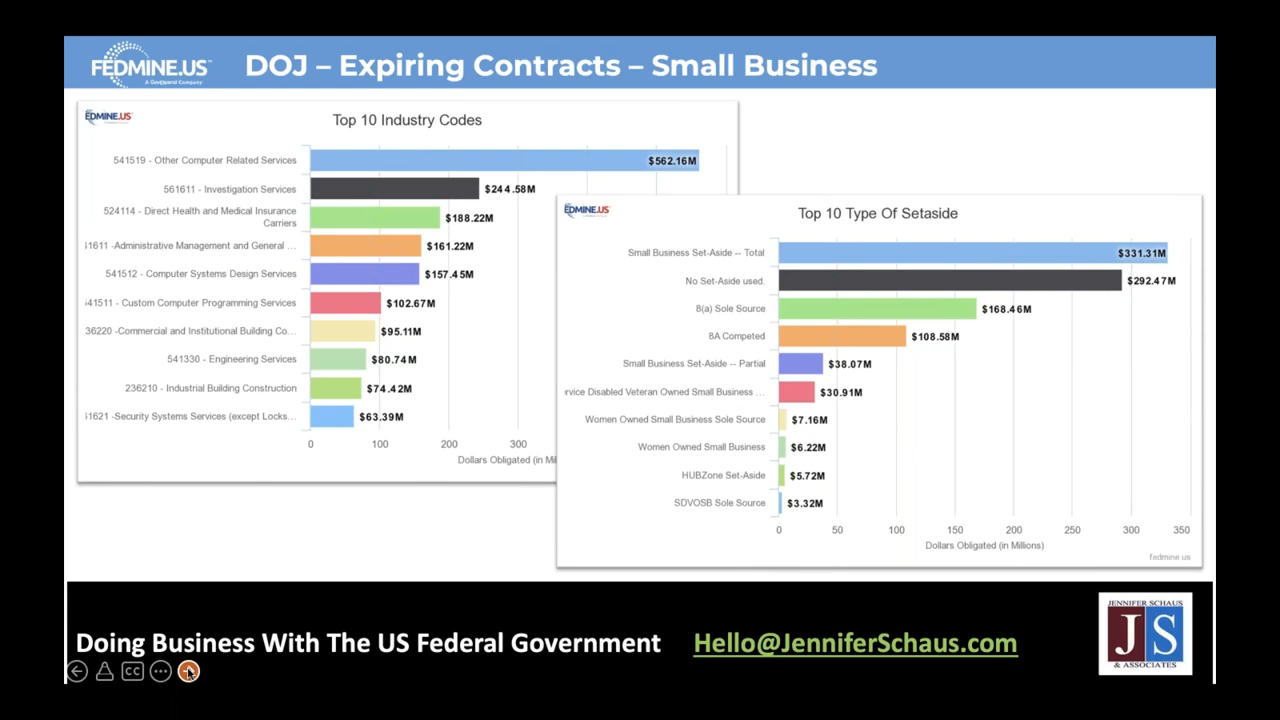 FEDMINE.US™
A GovSpend Company
DOJ – Expiring Contracts – Small Business
EDMINE.US
Top 10 Industry Codes
541519 - Other Computer Related Services
$562.16M
561611 - Investigation Services
$244.58M
524114 - Direct Health and Medical Insurance
Carriers
$188.22M
1611 -Administrative Management and General ...
$161.22M
541512 - Computer Systems Design Services
$157.45M
41511 - Custom Computer Programming Services
$102.67M
36220 -Commercial and Institutional Building Co...
$95.11M
541330 - Engineering Services
$80.74M
236210 - Industrial Building Construction
$74.42M
1621 -Security Systems Services (except Locks...
$63.39M
0 100 200 300
Dollars Obligated (in Mil
EDMINE.US
Top 10 Type Of Setaside
Small Business Set-Aside -- Total
$331.31M
No Set-Aside used.
$292.47M
8(a) Sole Source
$168.46M
8A Competed
$108.58M
Small Business Set-Aside -- Partial
$38.07M
rvice Disabled Veteran Owned Small Business ...
$30.91M
Women Owned Small Business Sole Source
$7.16M
Women Owned Small Business
$6.22M
HUBZone Set-Aside
$5.72M
SDVOSB Sole Source
$3.32M
0 50 100 150 200 250 300 350
Dollars Obligated (in Millions)
fedmine.us
Doing Business With The US Federal Government
Hello@JenniferSchaus.com
JENNIFER SCHAUS
JS
& ASSOCIATES
CC